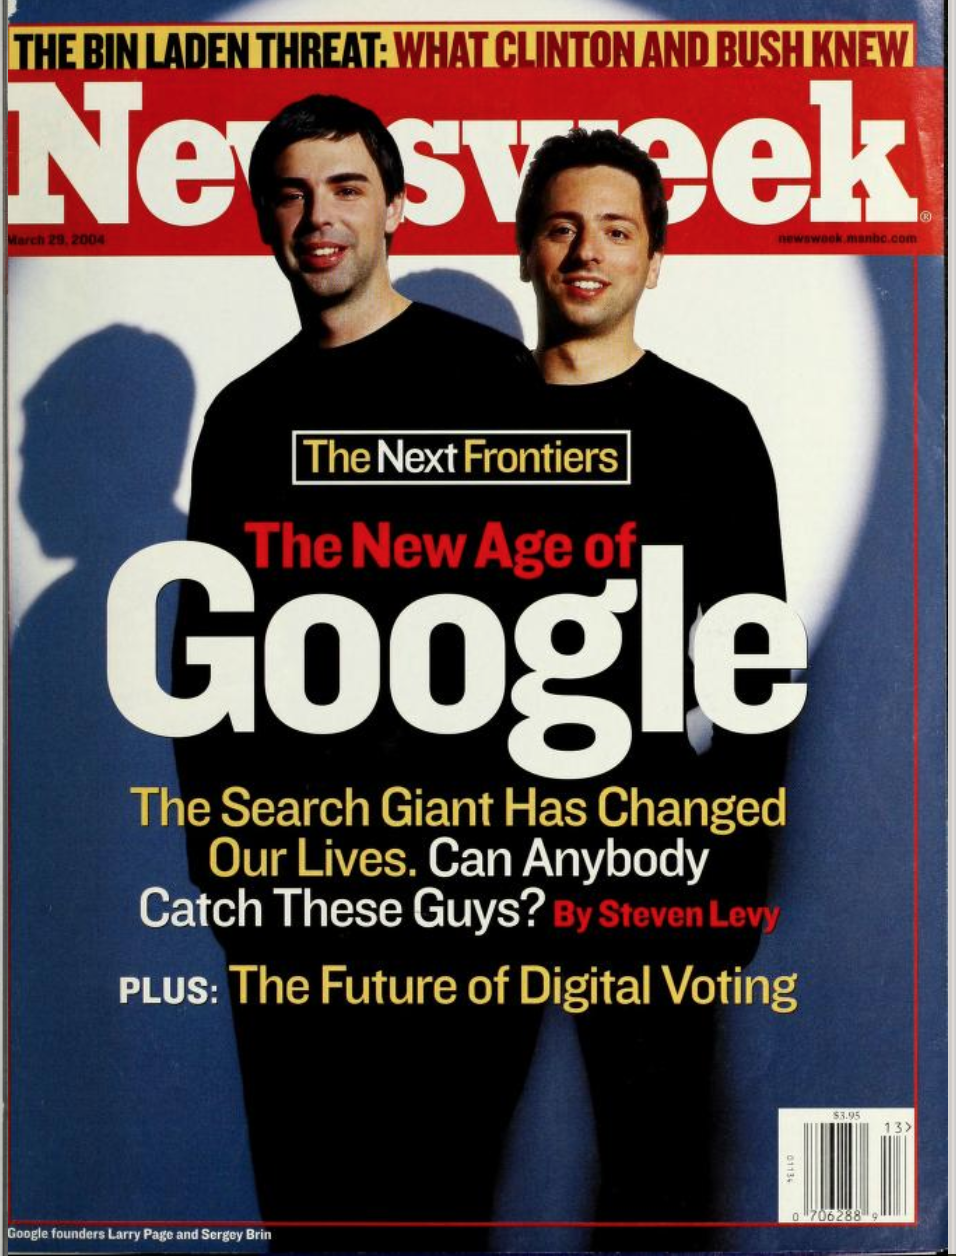 THE BIN LADEN THREAT: WHAT CLINTON AND BUSH KNEW
Newsweek®
March 29, 2004
newsweek.msnbc.com
The Next Frontiers
The New Age of
Google
The Search Giant Has Changed
Our Lives. Can Anybody
Catch These Guys? By Steven Levy
PLUS: The Future of Digital Voting
$3.95
13>
01134
0 706288 9
Google founders Larry Page and Sergey Brin